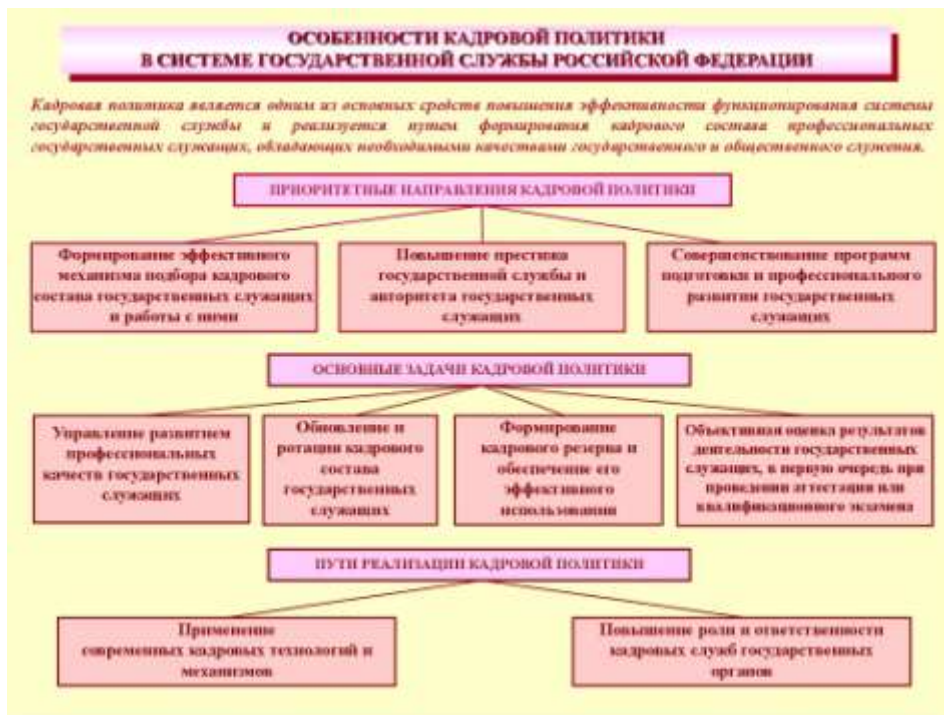 ОСОБЕННОСТИ КАДРОВОЙ ПОЛИТИКИ
В СИСТЕМЕ ГОСУДАРСТВЕННОЙ СЛУЖБЫ РОССИЙСКОЙ ФЕДЕРАЦИИ
Кадровая политика является одним из основных средств повышения эффективности функционирования системы
государственной службы и реализуется путем формирования кадрового состава профессиональных
государственных служащих, обладающих необходимыми качествами государственного и общественного служения.
ПРИОРИТЕТНЫЕ НАПРАВЛЕНИЯ КАДРОВОЙ ПОЛИТИКИ
Формирование эффективного
механизма подбора кадрового
состава государственных служащих
и работы с ними
Повышение престижа
государственной службы и
авторитета государственных
служащих
Совершенствование программ
подготовки и профессионального
развития государственных
служащих
ОСНОВНЫЕ ЗАДАЧИ КАДРОВОЙ ПОЛИТИКИ
Управление развитием
профессиональных
качеств государственных
служащих
Обновление и
ротация кадрового
состава
государственных
служащих
Формирование
кадрового резерва и
обеспечение его
эффективного
использования
Объективная оценка результатов
деятельности государственных
служащих, в первую очередь при
проведении аттестации или
квалификационного экзамена
ПУТИ РЕАЛИЗАЦИИ КАДРОВОЙ ПОЛИТИКИ
Применение
современных кадровых технологий и
механизмов
Повышение роли и ответственности
кадровых служб государственных
органов